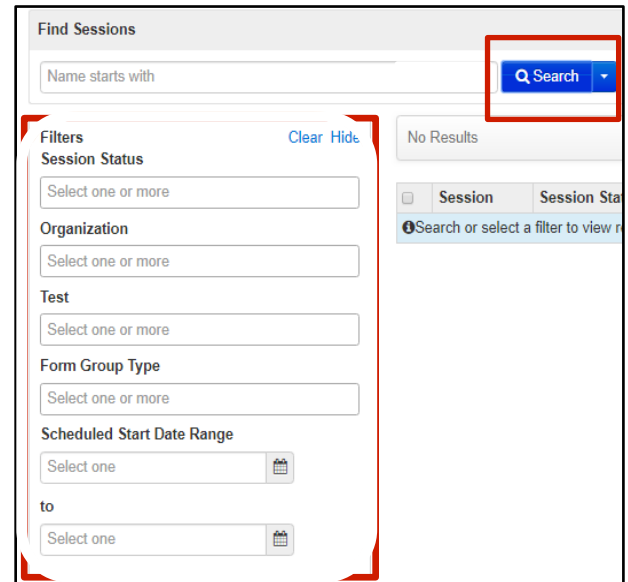 Find Sessions
Name starts with
Search
Filters Clear Hide
Session Status
Select one or more
Organization
Select one or more
Test
Select one or more
Form Group Type
Select one or more
Scheduled Start Date Range
Select one
to
Select one
No Results
Session Session Sta
Search or select a filter to view r